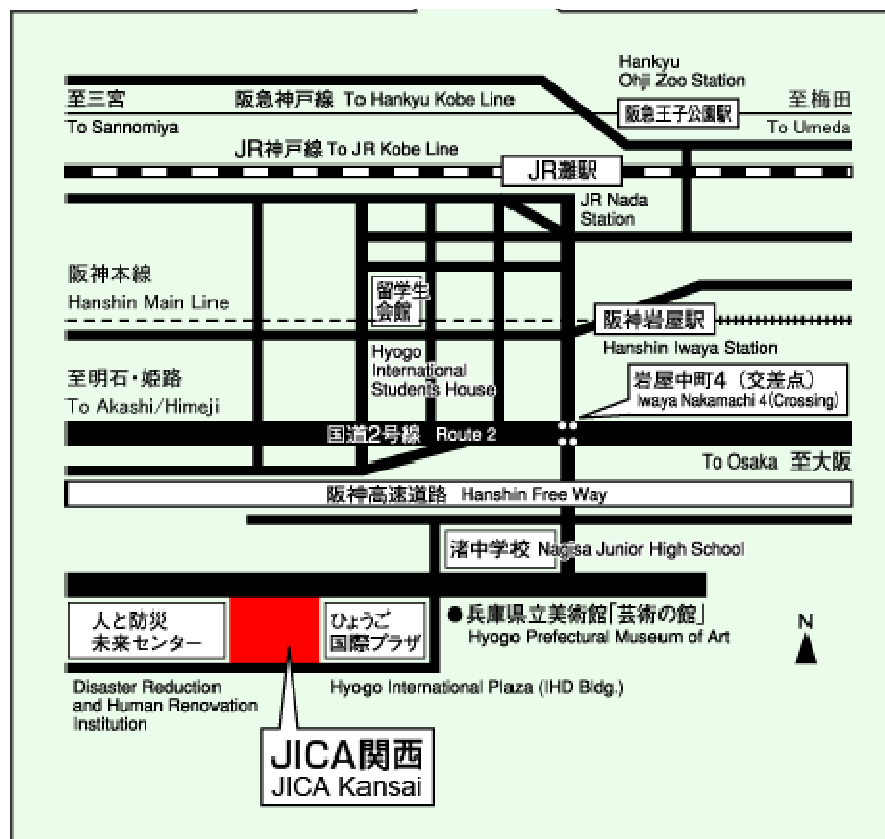 Hankyu
Ohji Zoo Station
至三宮
阪急神戸線 To Hankyu Kobe Line
阪急王子公園駅
至梅田
To Sannomiya
To Umeda
JR神戸線 To JR Kobe Line
JR灘駅
JR Nada
Station
阪神本線
Hanshin Main Line
留学生
会館
阪神岩屋駅
Hanshin Iwaya Station
Hyogo
International
Students House
至明石・姫路
To Akashi/Himeji
岩屋中町4（交差点）
Iwaya Nakamachi 4(Crossing)
国道2号線 Route 2
To Osaka 至大阪
阪神高速道路 Hanshin Free Way
渚中学校 Nagisa Junior High School
人と防災
未来センター
ひょうご
国際プラザ
●兵庫県立美術館「芸術の館」
Hyogo Prefectural Museum of Art
N
Disaster Reduction
and Human Renovation
Institution
Hyogo International Plaza (IHD Bldg.)
JICA関西
JICA Kansai